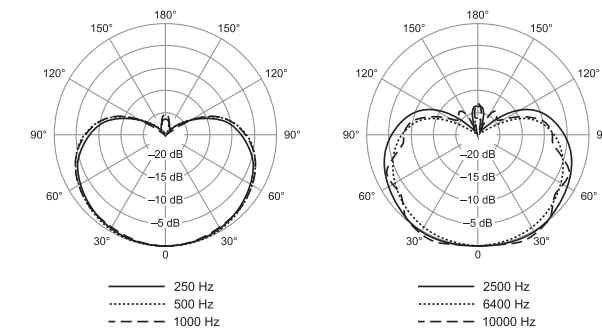 180°
150° 150°
120° 120°
90° 90°
–20 dB
–15 dB
60° –10 dB 60°
–5 dB
30° 30°
0
250 Hz
500 Hz
1000 Hz
180°
150° 150°
120° 120°
90°
–20 dB
–15 dB
60° –10 dB 60°
–5 dB
30° 30°
0
2500 Hz
6400 Hz
10000 Hz